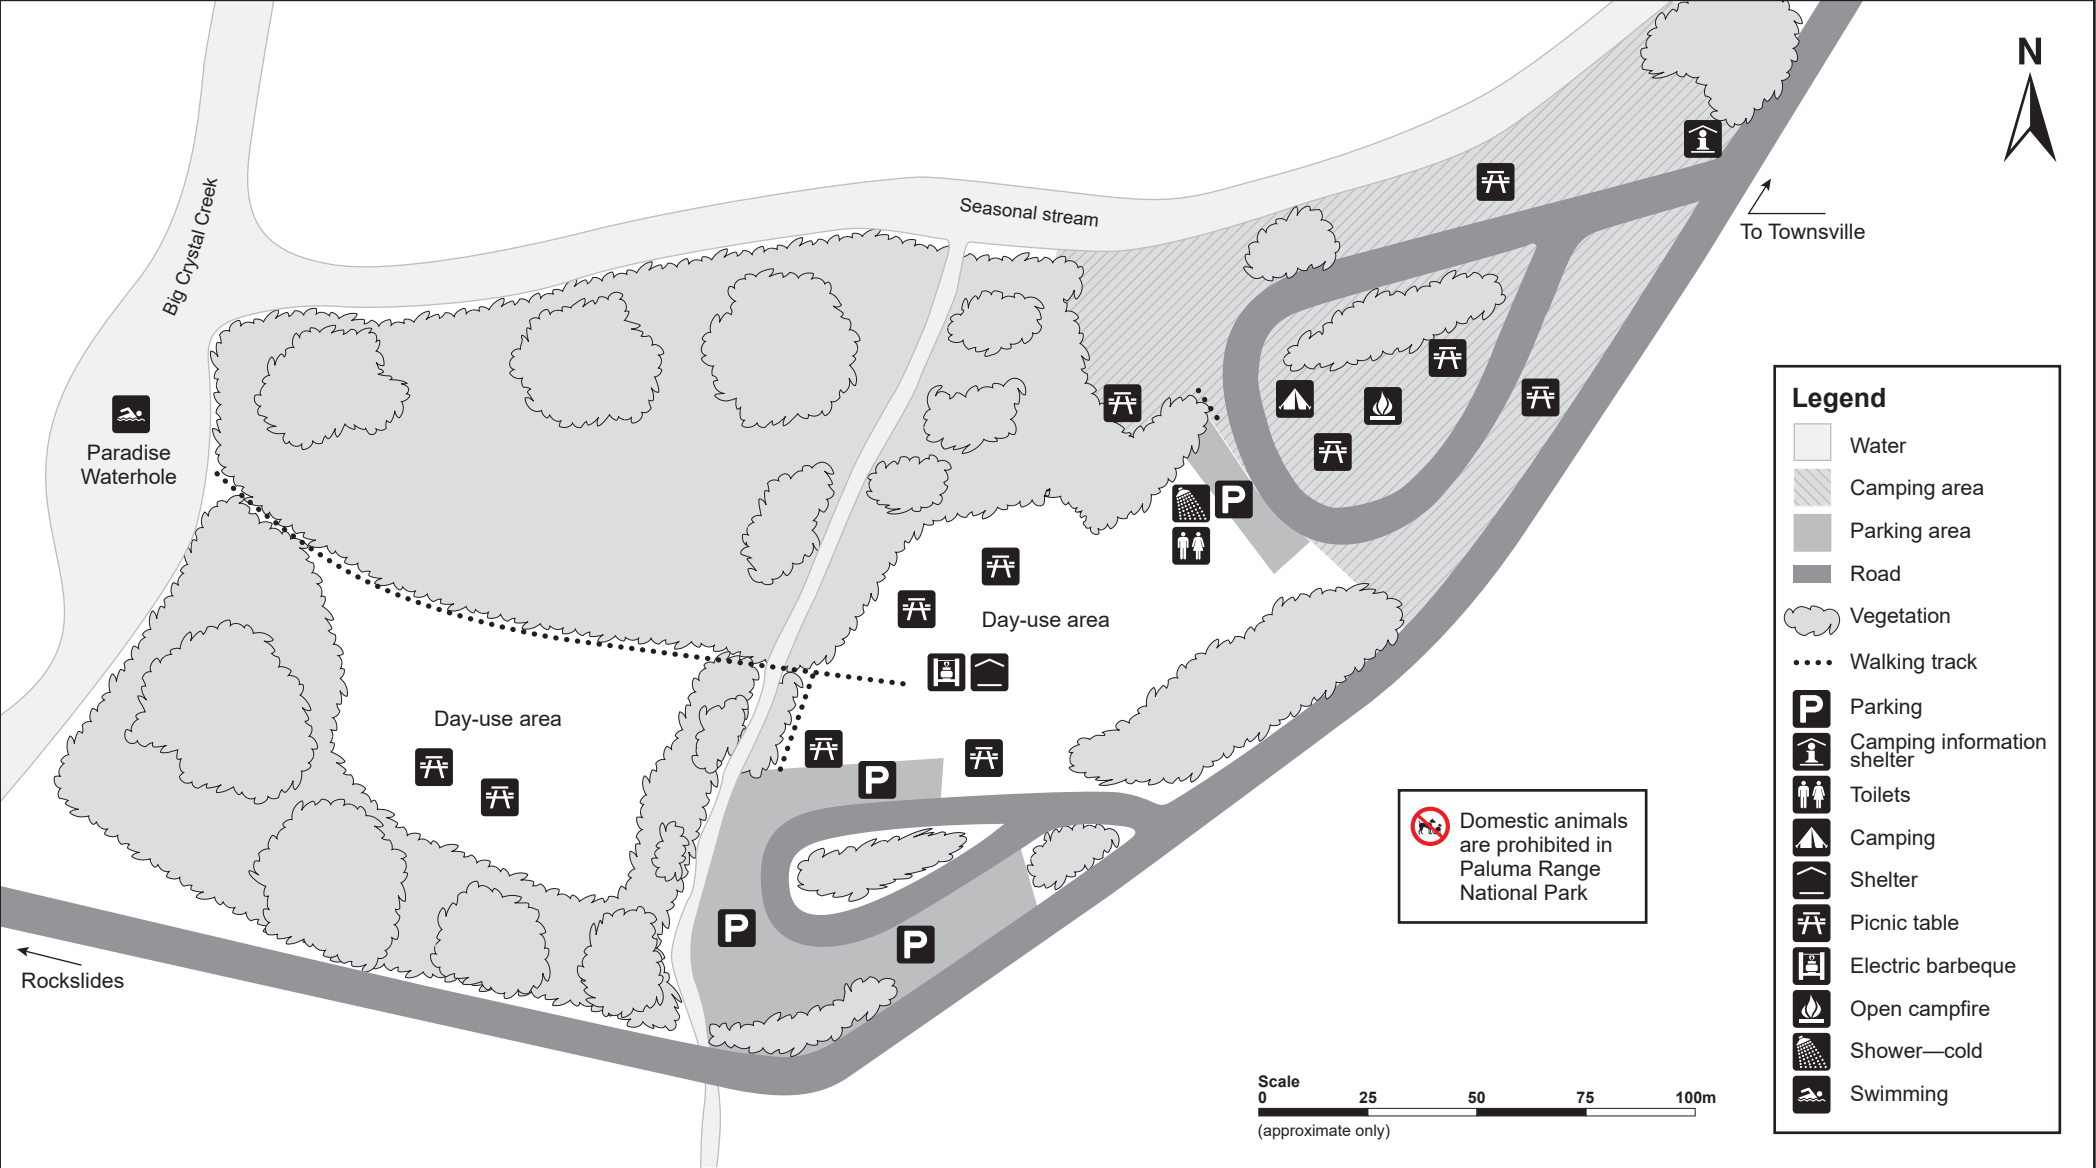 N
Big Crystal Creek
Seasonal stream
To Townsville
Paradise
Waterhole
P
Day-use area
Day-use area
P
P
P
Rockslides
Domestic animals
are prohibited in
Paluma Range
National Park
Legend
Water
Camping area
Parking area
Road
Vegetation
Walking track
P Parking
Camping information
shelter
Toilets
Camping
Shelter
Picnic table
Electric barbeque
Open campfire
Shower—cold
Swimming
Scale
0 25 50 75 100m
(approximate only)